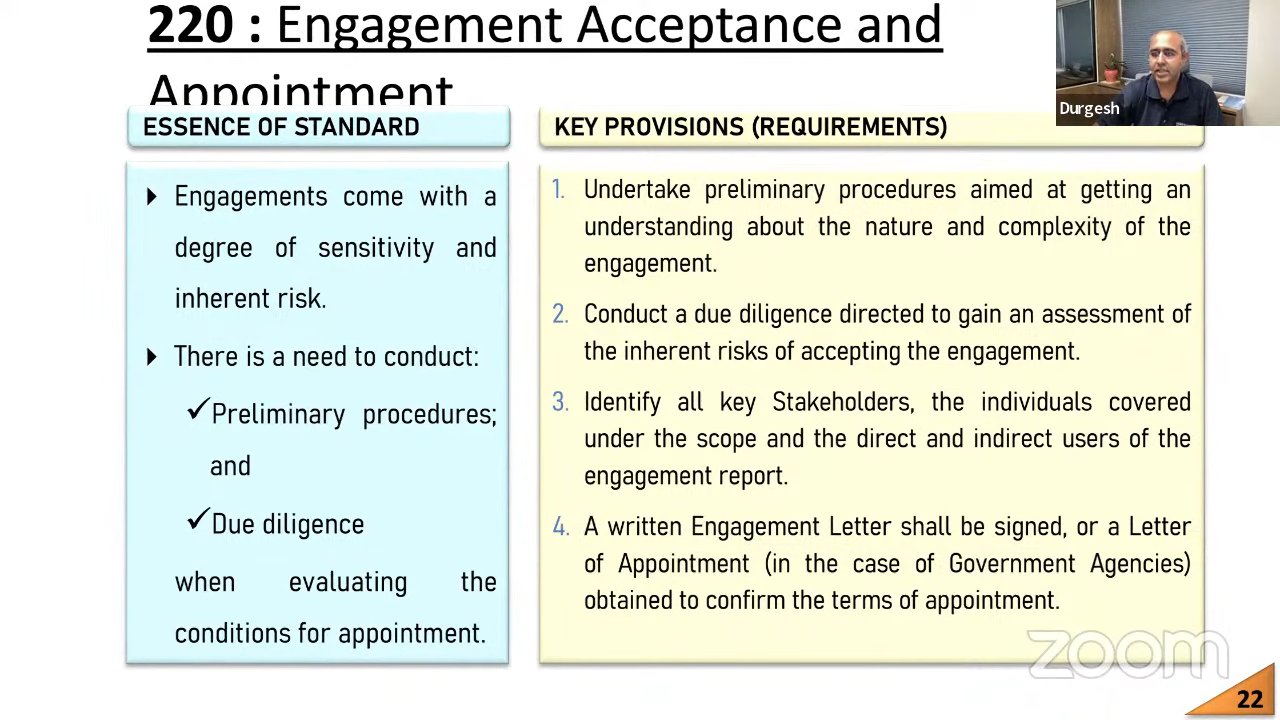 220 : Engagement Acceptance and
Appointment
Durgesh
ESSENCE OF STANDARD
Engagements come with a
degree of sensitivity and
inherent risk.
There is a need to conduct:
✓Preliminary procedures;
and
✓Due diligence
when evaluating the
conditions for appointment.
KEY PROVISIONS (REQUIREMENTS)
1. Undertake preliminary procedures aimed at getting an
understanding about the nature and complexity of the
engagement.
2. Conduct a due diligence directed to gain an assessment of
the inherent risks of accepting the engagement.
3. Identify all key Stakeholders, the individuals covered
under the scope and the direct and indirect users of the
engagement report.
4. A written Engagement Letter shall be signed, or a Letter
of Appointment (in the case of Government Agencies)
obtained to confirm the terms of appointment.
zoom
22